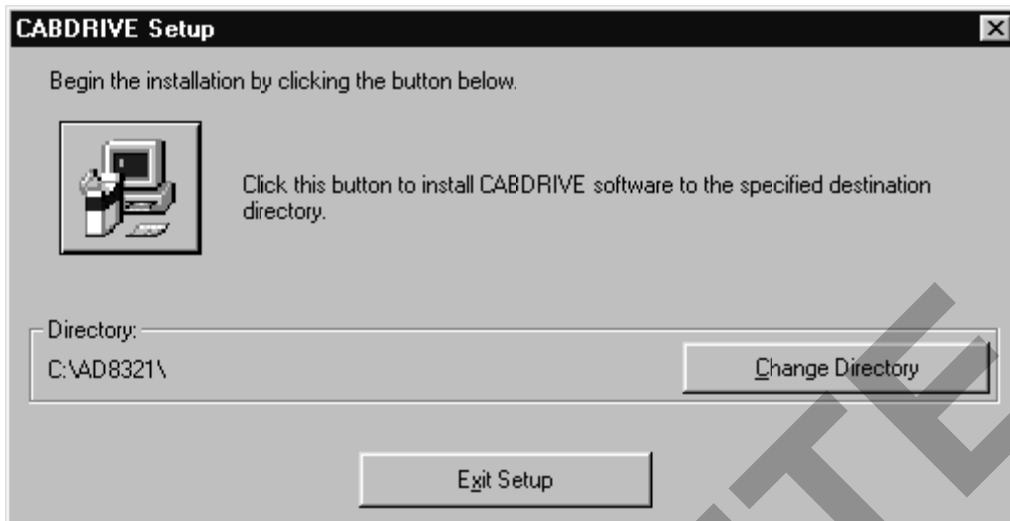 CABDRIVE Setup
Begin the installation by clicking the button below.
Click this button to install CABDRIVE software to the specified destination
directory.
Directory:
C:\AD8321\
Change Directory
Exit Setup